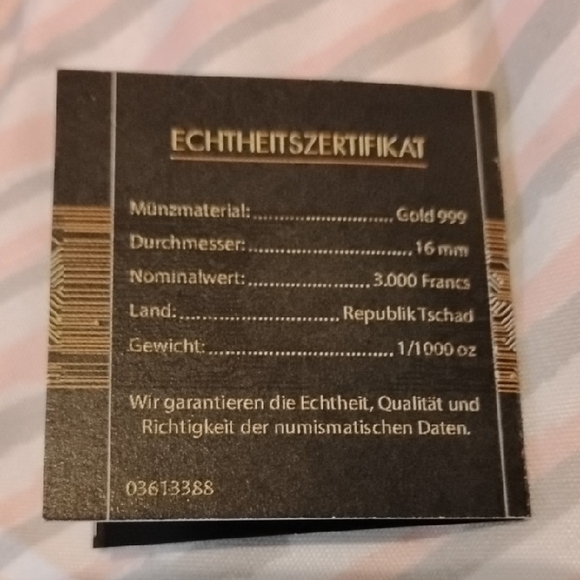 ECHTHEITSZERTIFIKAT
Münzmaterial:.........................Gold 999
Durchmesser:.............................16 mm
Nominalwert:......................3.000 Francs
Land:............................Republik Tschad
Gewicht:................................1/1000 oz
Wir garantieren die Echtheit, Qualität und
Richtigkeit der numismatischen Daten.
03613388